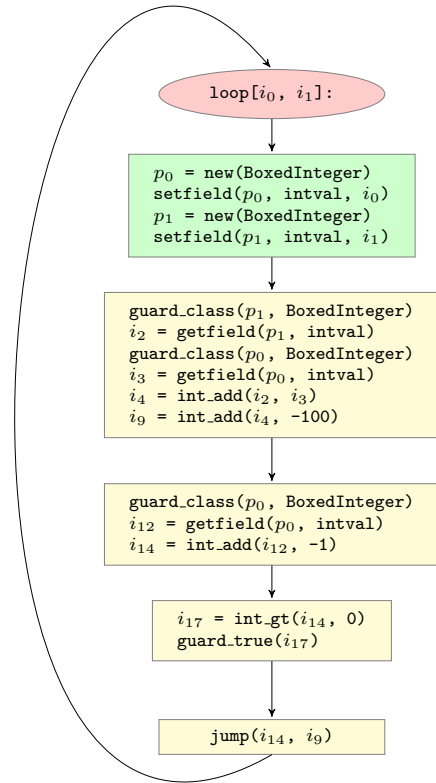 loop[i₀, i₁]:
p₀ = new(BoxedInteger)
setfield(p₀, intval, i₀)
p₁ = new(BoxedInteger)
setfield(p₁, intval, i₁)
guard_class(p₁, BoxedInteger)
i₂ = getfield(p₁, intval)
guard_class(p₀, BoxedInteger)
i₃ = getfield(p₀, intval)
i₄ = int_add(i₂, i₃)
i₉ = int_add(i₄, -100)
guard_class(p₀, BoxedInteger)
i₁₂ = getfield(p₀, intval)
i₁₄ = int_add(i₁₂, -1)
i₁₇ = int_gt(i₁₄, 0)
guard_true(i₁₇)
jump(i₁₄, i₉)